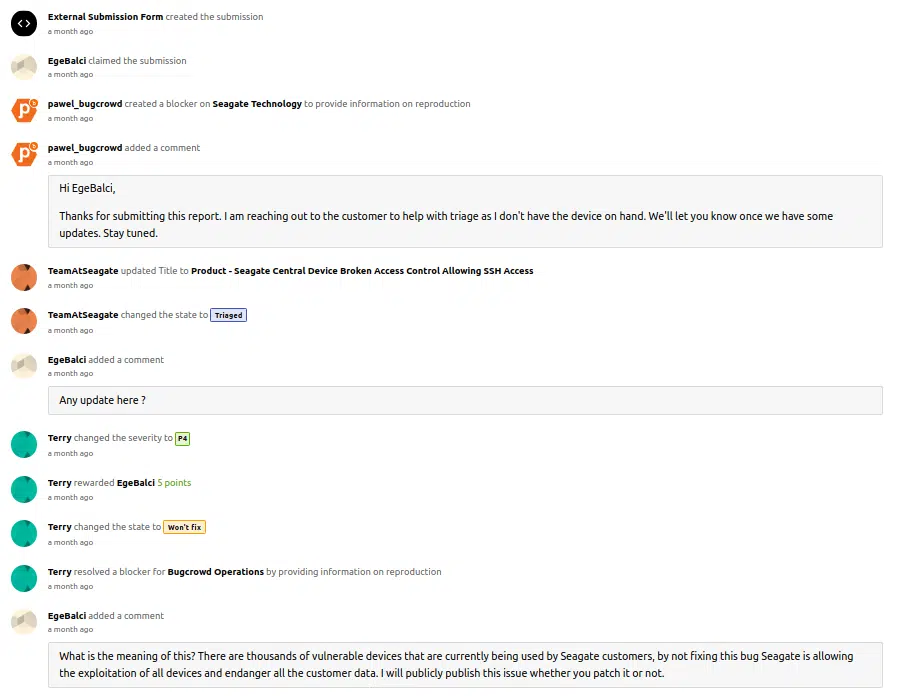 External Submission Form created the submission
a month ago
EgeBalci claimed the submission
a month ago
pawel_bugcrowd created a blocker on Seagate Technology to provide information on reproduction
a month ago
pawel_bugcrowd added a comment
a month ago
Hi EgeBalci,
Thanks for submitting this report. I am reaching out to the customer to help with triage as I don't have the device on hand. We'll let you know once we have some
updates. Stay tuned.
TeamAtSeagate updated Title to Product - Seagate Central Device Broken Access Control Allowing SSH Access
a month ago
TeamAtSeagate changed the state to Triaged
a month ago
EgeBalci added a comment
a month ago
Any update here ?
Terry changed the severity to P4
a month ago
Terry rewarded EgeBalci 5 points
a month ago
Terry changed the state to Won't fix
a month ago
Terry resolved a blocker for Bugcrowd Operations by providing information on reproduction
a month ago
EgeBalci added a comment
a month ago
What is the meaning of this? There are thousands of vulnerable devices that are currently being used by Seagate customers, by not fixing this bug Seagate is allowing
the exploitation of all devices and endanger all the customer data. I will publicly publish this issue whether you patch it or not.